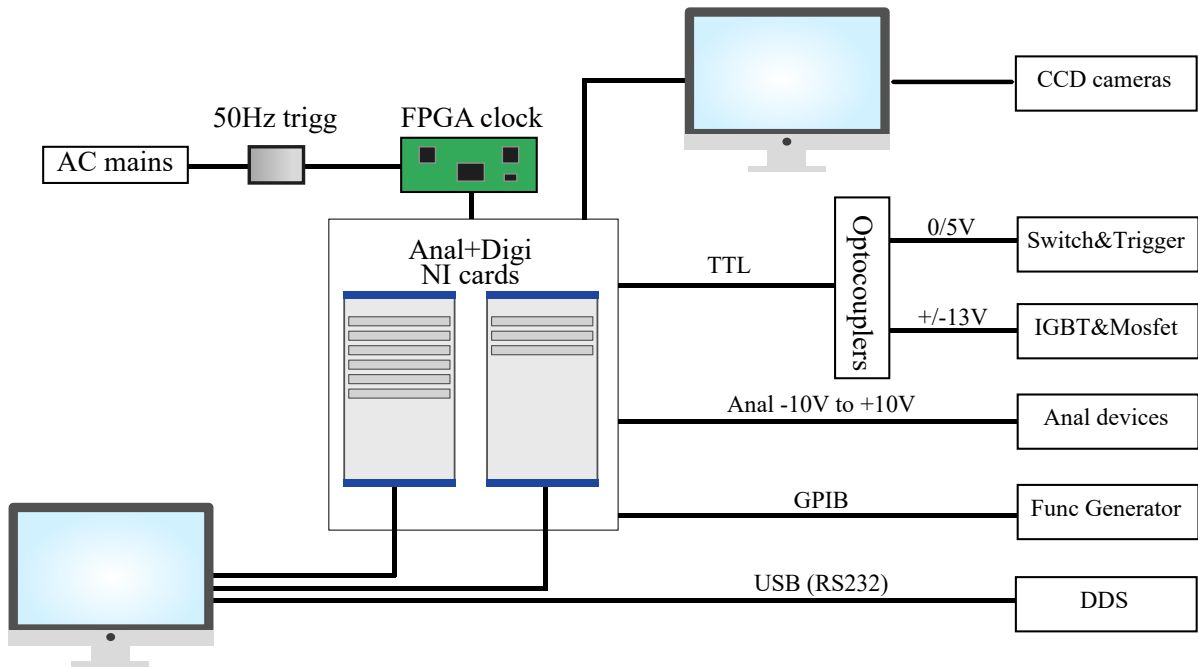 CCD cameras
50Hz trigg
FPGA clock
AC mains
Anal+Digi
NI cards
TTL
Optocouplers
0/5V
Switch&Trigger
+/-13V
IGBT&Mosfet
Anal -10V to +10V
Anal devices
GPIB
Func Generator
USB (RS232)
DDS